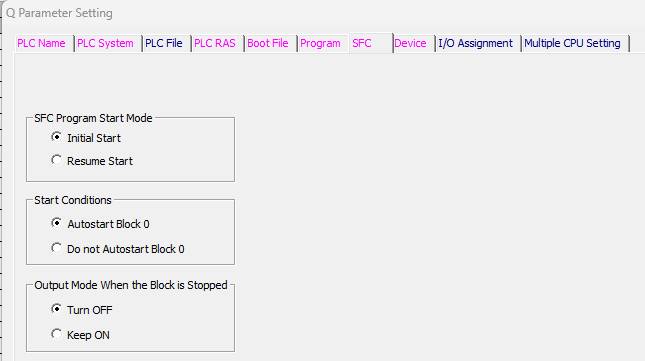 Q Parameter Setting
PLC Name PLC System PLC File PLC RAS Boot File Program SFC Device I/O Assignment Multiple CPU Setting
SFC Program Start Mode
Initial Start
Resume Start
Start Conditions
Autostart Block 0
Do not Autostart Block 0
Output Mode When the Block is Stopped
Turn OFF
Keep ON